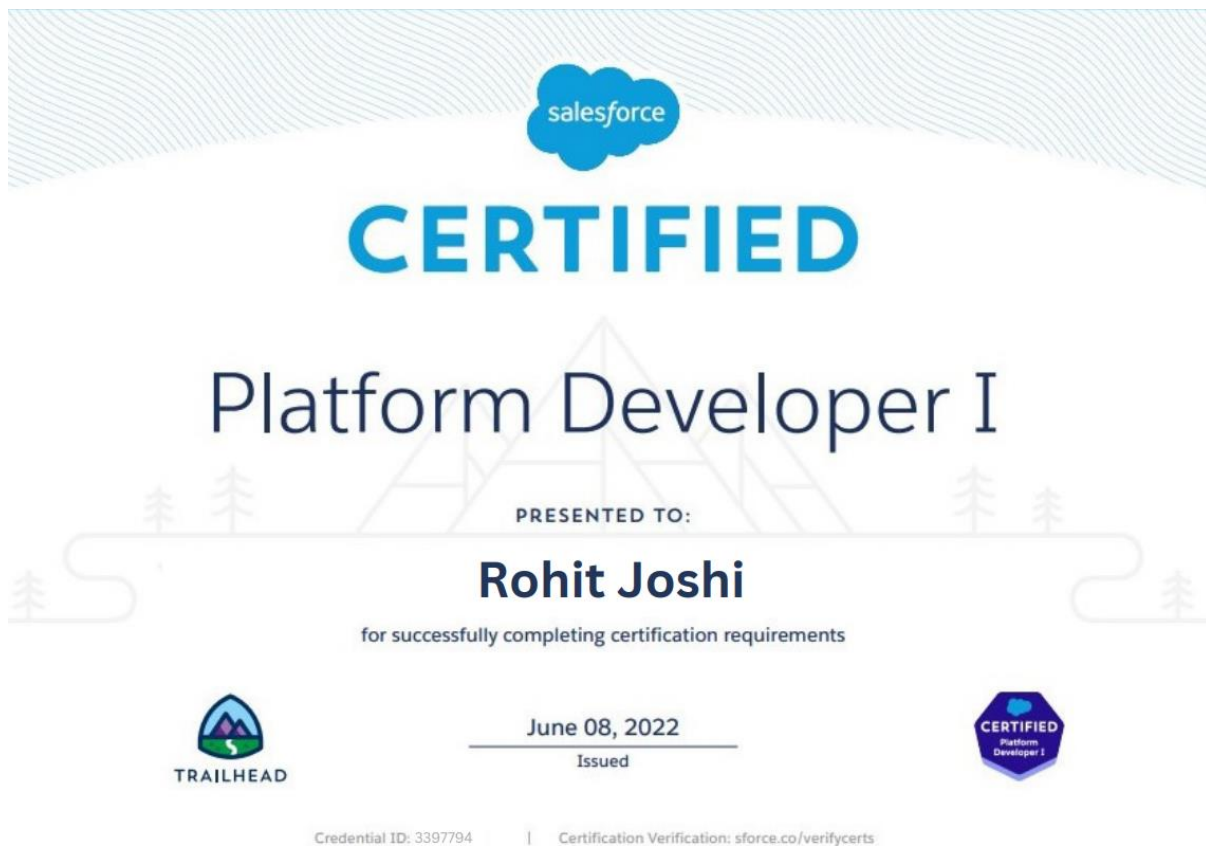 salesforce
CERTIFIED
Platform Developer I
PRESENTED TO:
Rohit Joshi
for successfully completing certification requirements
June 08, 2022
Issued
TRAILHEAD
CERTIFIED
Platform
Developer I
Credential ID: 3397794 | Certification Verification: sforce.co/verifycerts